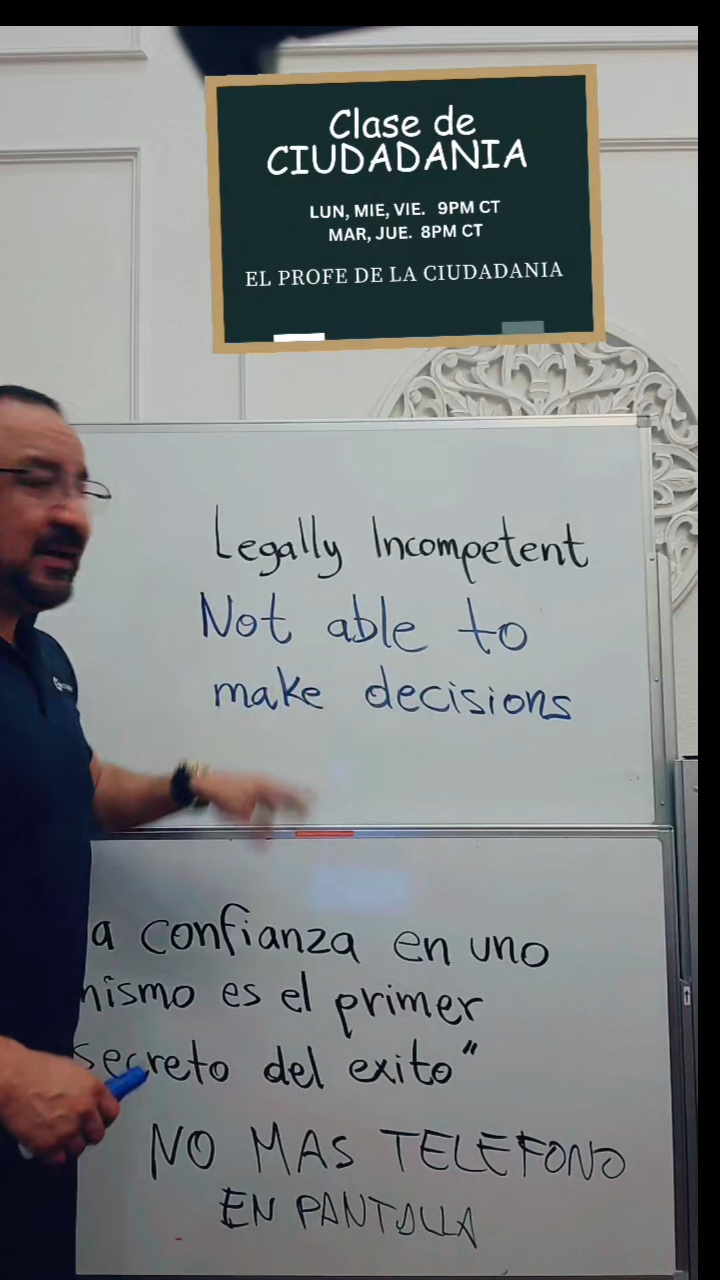 Clase de
CIUDADANIA
LUN, MIE, VIE. 9PM CT
MAR, JUE. 8PM CT
EL PROFE DE LA CIUDADANIA
Legally Incompetent
Not able to
make decisions
a confianza en uno
mismo es el primer
secreto del exito"
NO MAS TELEFONO
EN PANTALLA